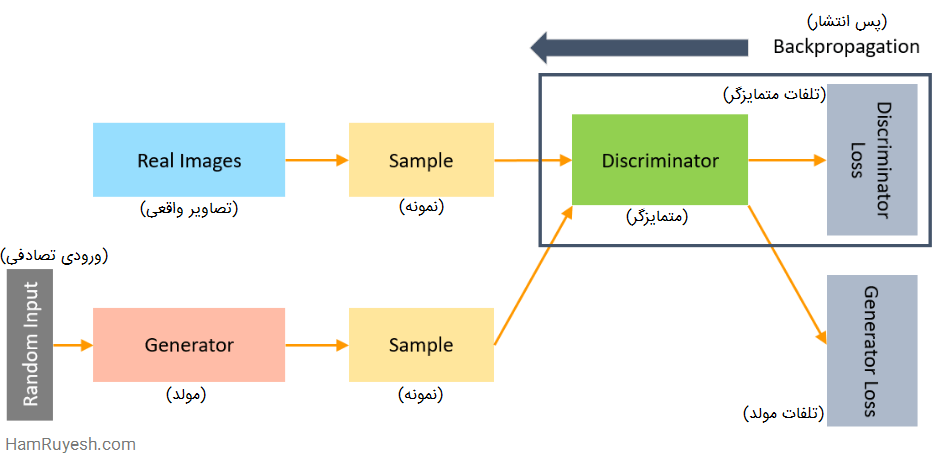 (پس انتشار)
Backpropagation
(تلفات متمایزگر)
Real Images
Sample
Discriminator
Discriminator
Loss
(تصاویر واقعی)
(نمونه)
(متمایزگر)
(ورودی تصادفی)
Random Input
Generator
Sample
Generator Loss
(مولد)
(نمونه)
(تلفات مولد)
HamRuyesh.com